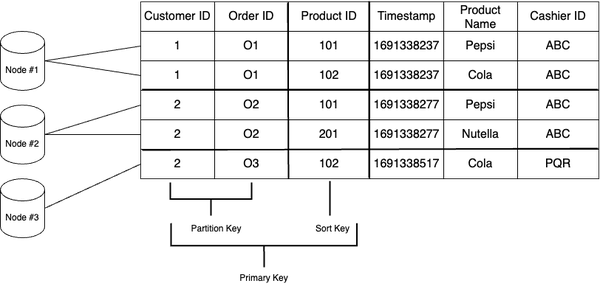 Customer ID Order ID Product ID Timestamp Product Name Cashier ID
1 O1 101 1691338237 Pepsi ABC
Node #1
1 O1 102 1691338237 Cola ABC
2 O2 101 1691338277 Pepsi ABC
Node #2
2 O2 201 1691338277 Nutella ABC
2 O3 102 1691338517 Cola PQR
Node #3
Partition Key Sort Key
Primary Key